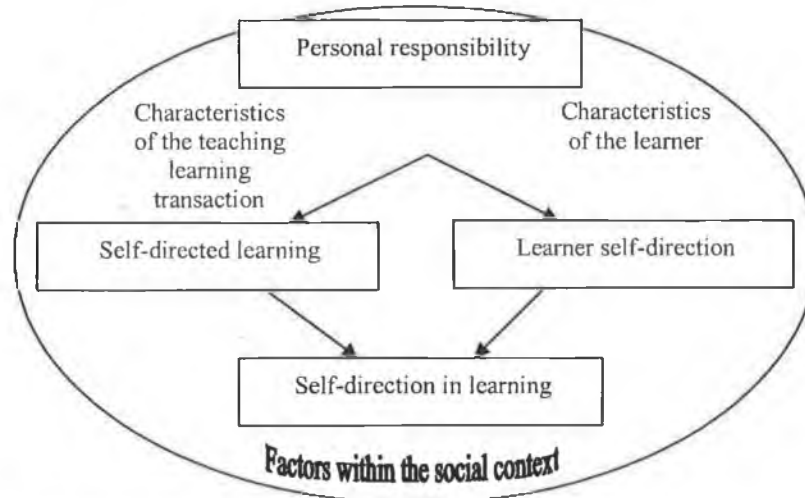 Personal responsibility
Characteristics
of the teaching
learning
transaction
Characteristics
of the learner
Self-directed learning
Learner self-direction
Self-direction in learning
Factors within the social context